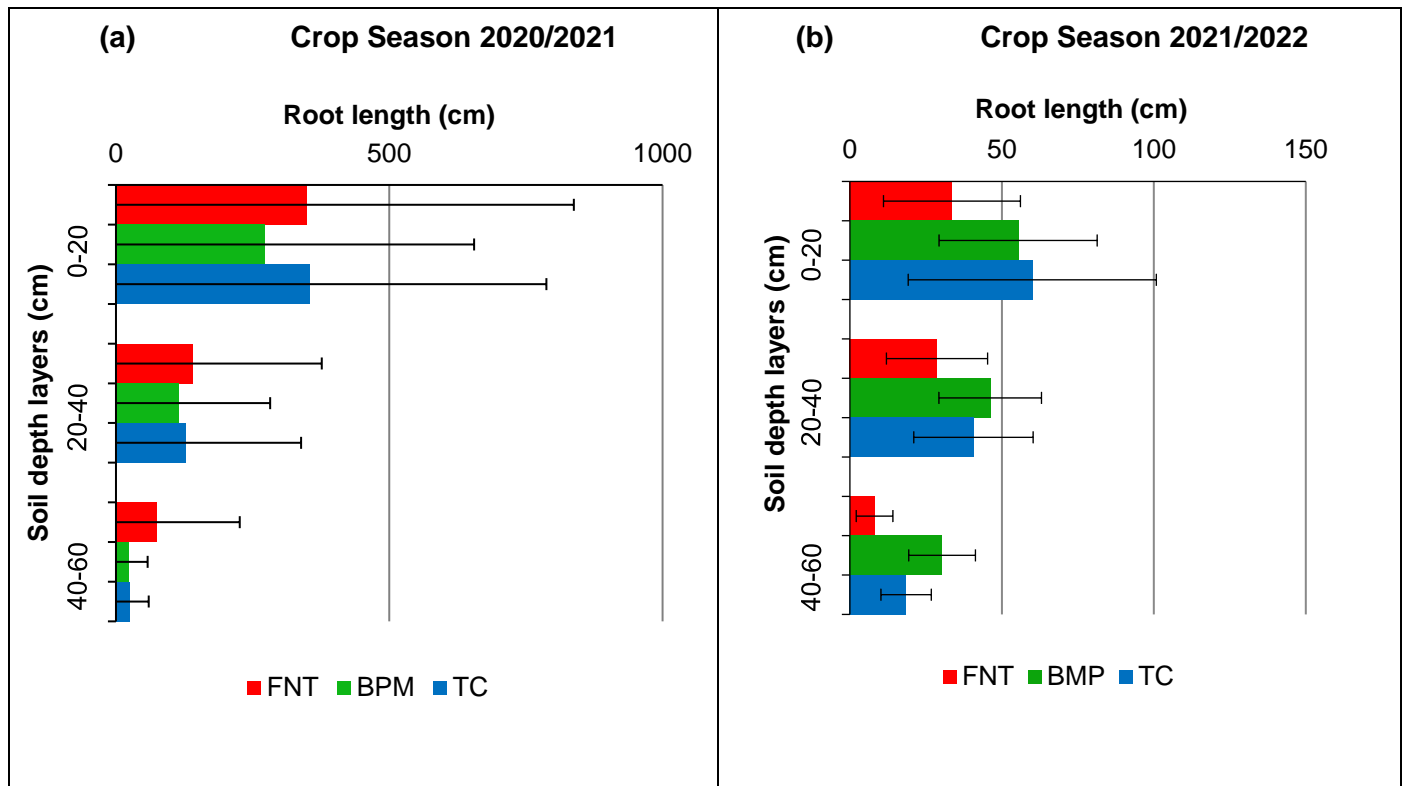 (a) Crop Season 2020/2021
Root length (cm)
0 500 1000
Soil depth layers (cm)
0-20
20-40
40-60
FNT BPM TC
(b) Crop Season 2021/2022
Root length (cm)
0 50 100 150
Soil depth layers (cm)
0-20
20-40
40-60
FNT BMP TC